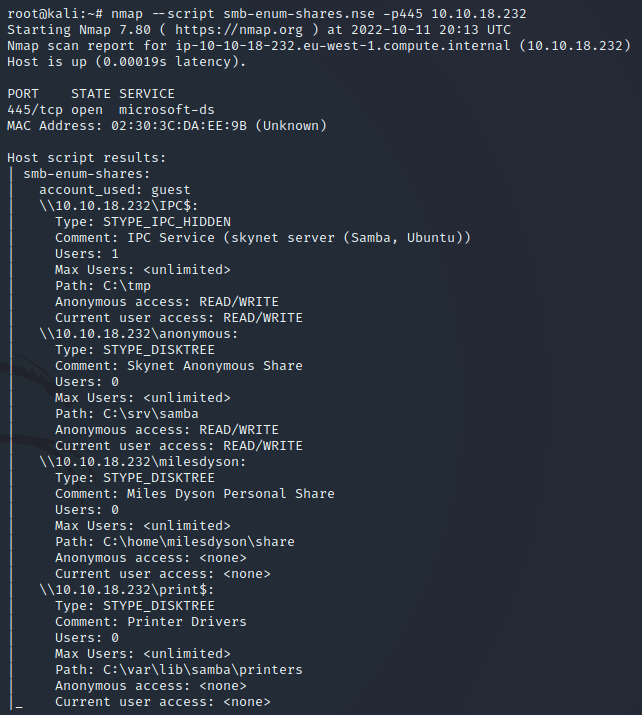 root@kali:~# nmap --script smb-enum-shares.nse -p445 10.10.18.232
Starting Nmap 7.80 ( https://nmap.org ) at 2022-10-11 20:13 UTC
Nmap scan report for ip-10-10-18-232.eu-west-1.compute.internal (10.10.18.232)
Host is up (0.00019s latency).

PORT    STATE SERVICE
445/tcp open  microsoft-ds
MAC Address: 02:30:3C:DA:EE:9B (Unknown)

Host script results:
| smb-enum-shares:
|   account_used: guest
|   \\10.10.18.232\IPC$:
|     Type: STYPE_IPC_HIDDEN
|     Comment: IPC Service (skynet server (Samba, Ubuntu))
|     Users: 1
|     Max Users: <unlimited>
|     Path: C:\tmp
|     Anonymous access: READ/WRITE
|     Current user access: READ/WRITE
|   \\10.10.18.232\anonymous:
|     Type: STYPE_DISKTREE
|     Comment: Skynet Anonymous Share
|     Users: 0
|     Max Users: <unlimited>
|     Path: C:\srv\samba
|     Anonymous access: READ/WRITE
|     Current user access: READ/WRITE
|   \\10.10.18.232\milesdyson:
|     Type: STYPE_DISKTREE
|     Comment: Miles Dyson Personal Share
|     Users: 0
|     Max Users: <unlimited>
|     Path: C:\home\milesdyson\share
|     Anonymous access: <none>
|     Current user access: <none>
|   \\10.10.18.232\print$:
|     Type: STYPE_DISKTREE
|     Comment: Printer Drivers
|     Users: 0
|     Max Users: <unlimited>
|     Path: C:\var\lib\samba\printers
|     Anonymous access: <none>
|_    Current user access: <none>